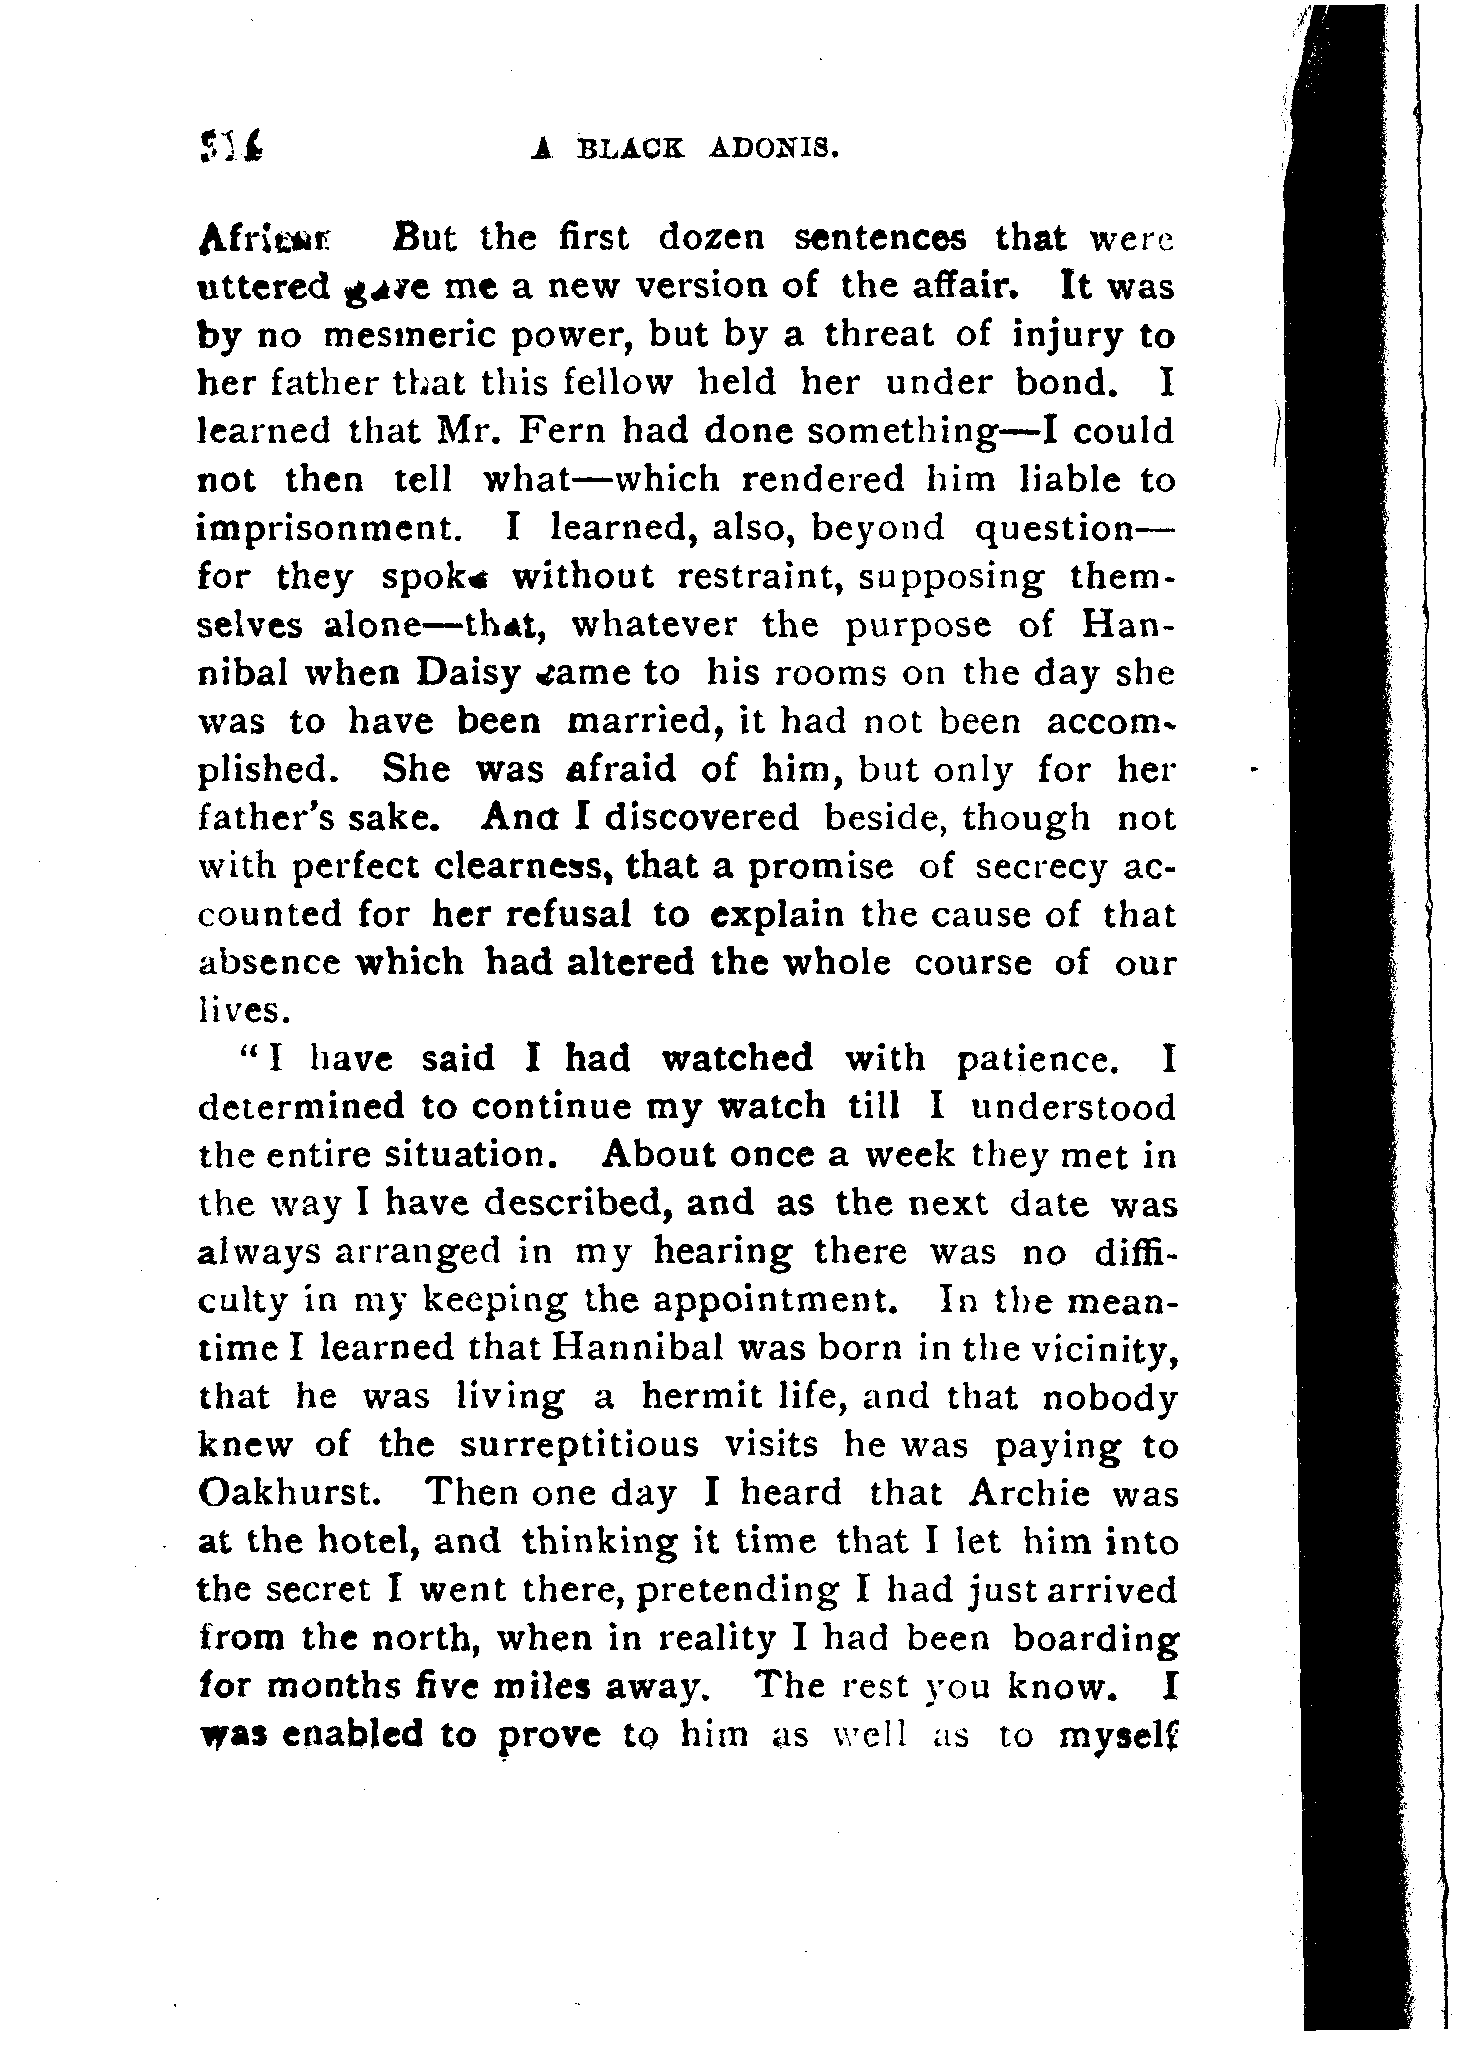 A BLACK ADONIS.
African. But the first dozen sentences that were
uttered gave me a new version of the affair. It was
by no mesmeric power, but by a threat of injury to
her father that this fellow held her under bond. I
learned that Mr. Fern had done something—I could
not then tell what—which rendered him liable to
imprisonment. I learned, also, beyond question—
for they spoke without restraint, supposing them-
selves alone—that, whatever the purpose of Han-
nibal when Daisy came to his rooms on the day she
was to have been married, it had not been accom-
plished. She was afraid of him, but only for her
father's sake. And I discovered beside, though not
with perfect clearness, that a promise of secrecy ac-
counted for her refusal to explain the cause of that
absence which had altered the whole course of our
lives.
"I have said I had watched with patience. I
determined to continue my watch till I understood
the entire situation. About once a week they met in
the way I have described, and as the next date was
always arranged in my hearing there was no diffi-
culty in my keeping the appointment. In the mean-
time I learned that Hannibal was born in the vicinity,
that he was living a hermit life, and that nobody
knew of the surreptitious visits he was paying to
Oakhurst. Then one day I heard that Archie was
at the hotel, and thinking it time that I let him into
the secret I went there, pretending I had just arrived
from the north, when in reality I had been boarding
for months five miles away. The rest you know. I
was enabled to prove to him as well as to myself